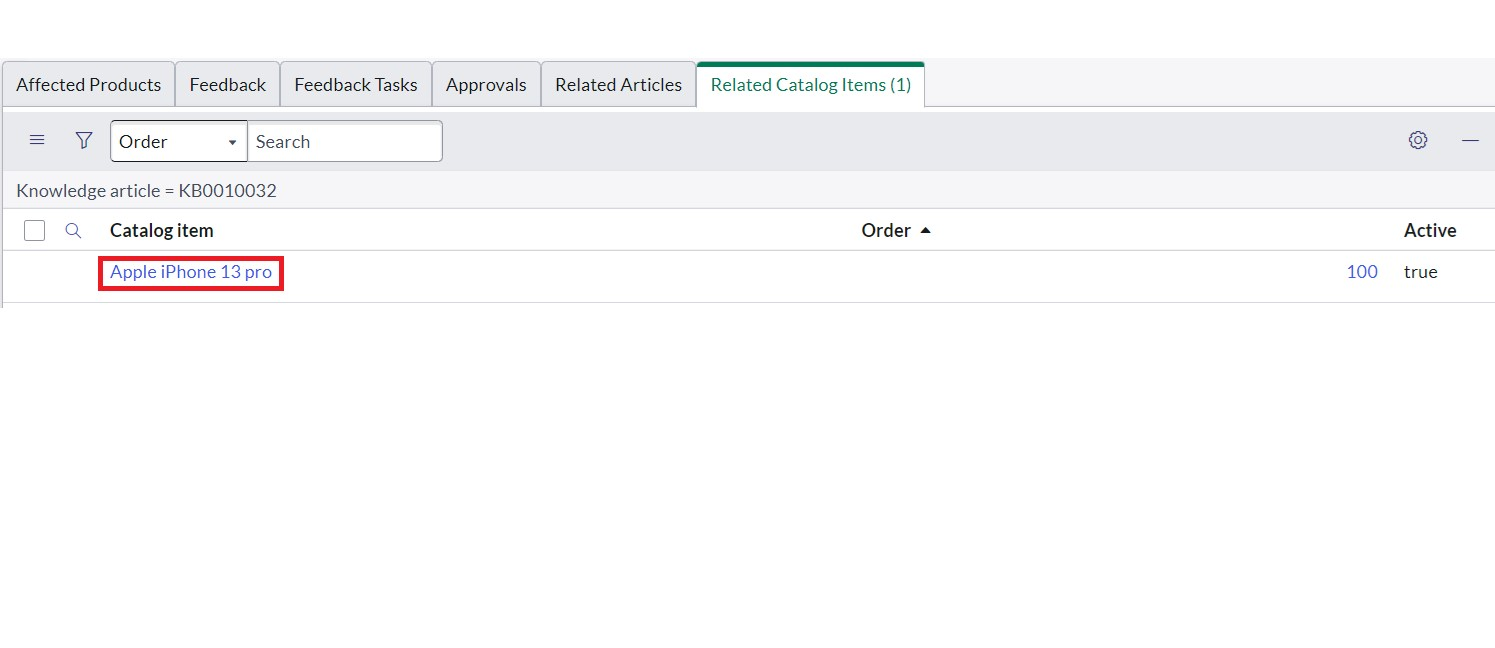 Affected Products Feedback Feedback Tasks Approvals Related Articles Related Catalog Items (1)
Order Search
Knowledge article = KB0010032
Catalog item Order Active
Apple iPhone 13 pro 100 true